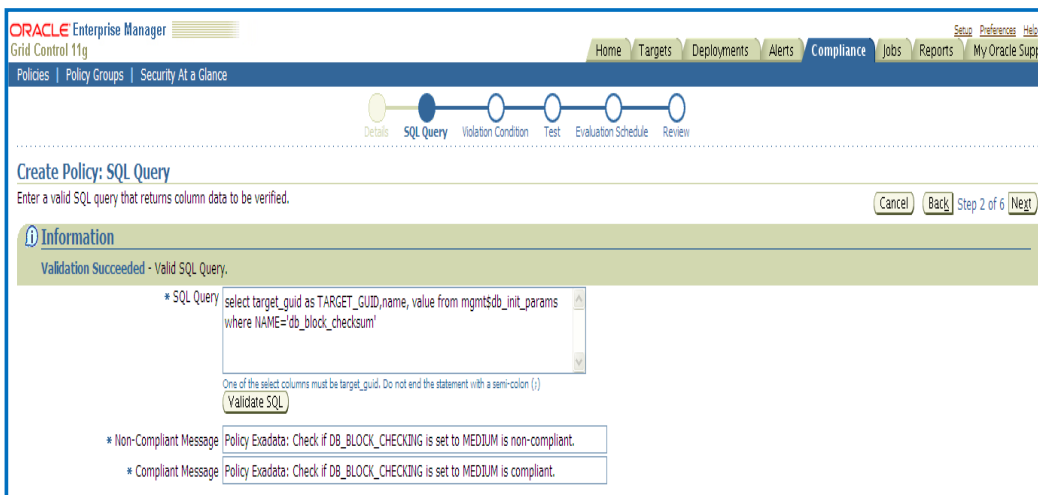 ORACLE Enterprise Manager
Grid Control 11g
Setup Preferences Help
Home Targets Deployments Alerts Compliance Jobs Reports My Oracle Supp
Policies | Policy Groups | Security At a Glance
Details SQL Query Violation Condition Test Evaluation Schedule Review
Create Policy: SQL Query
Enter a valid SQL query that returns column data to be verified.
Cancel Back Step 2 of 6 Next
Information
Validation Succeeded - Valid SQL Query.
* SQL Query select target_guid as TARGET_GUID,name, value from mgmt$db_init_params
where NAME='db_block_checksum'
One of the select columns must be target_guid. Do not end the statement with a semi-colon (;)
Validate SQL
* Non-Compliant Message Policy Exadata: Check if DB_BLOCK_CHECKING is set to MEDIUM is non-compliant.
* Compliant Message Policy Exadata: Check if DB_BLOCK_CHECKING is set to MEDIUM is compliant.